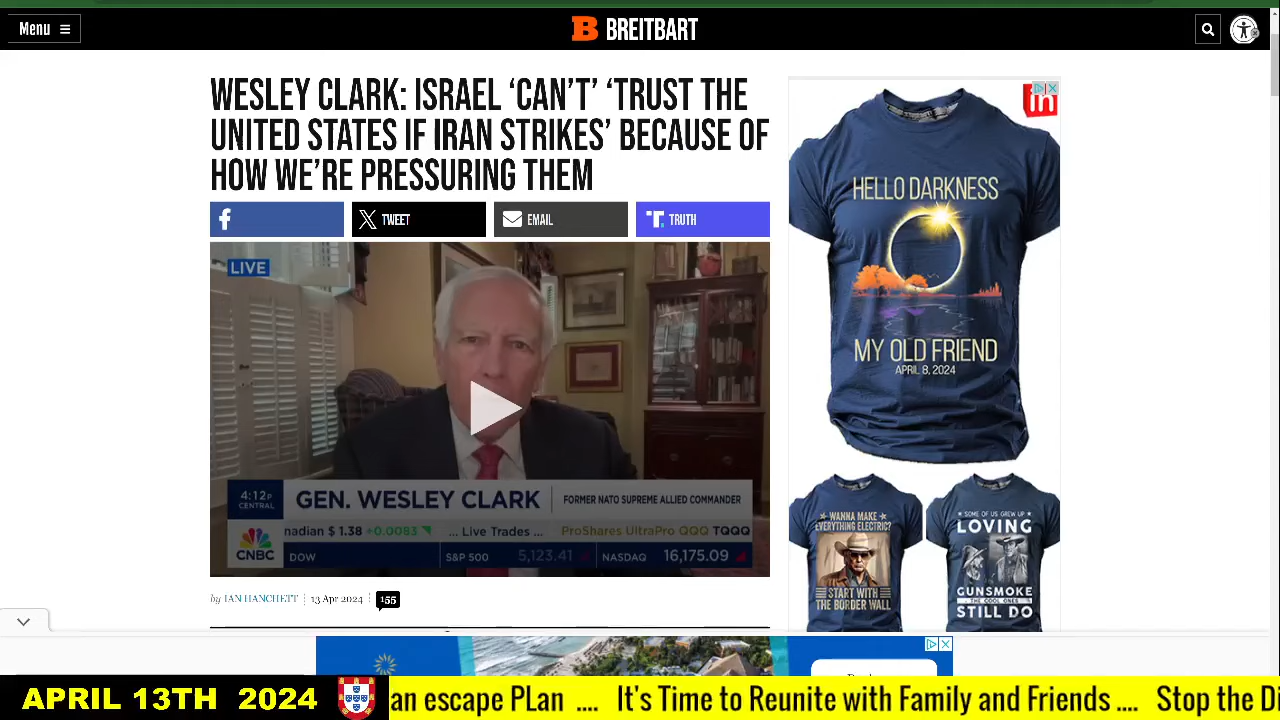 Menu
BREITBART
WESLEY CLARK: ISRAEL ‘CAN’T’ ‘TRUST THE
UNITED STATES IF IRAN STRIKES’ BECAUSE OF
HOW WE’RE PRESSURING THEM
TWEET
EMAIL
TRUTH
LIVE
4:12P
CENTRAL
GEN. WESLEY CLARK
FORMER NATO SUPREME ALLIED COMMANDER
CNBC
nadian $ 1.38 +0.0083
... Live Trades ...
ProShares UltraPro QQQ TQQQ
DOW
S&P 500 5,123.41
NASDAQ 16,175.09
by IAN HANCHETT
13 Apr 2024
155
in
HELLO DARKNESS
MY OLD FRIEND
APRIL 8, 2024
WANNA MAKE
EVERYTHING ELECTRIC?
START WITH
THE BORDER WALL
SOME OF US GREW UP
LOVING
GUNSMOKE
THE COOL ONES
STILL DO
APRIL 13TH 2024
an escape PLan .... It's Time to Reunite with Family and Friends .... Stop the Di